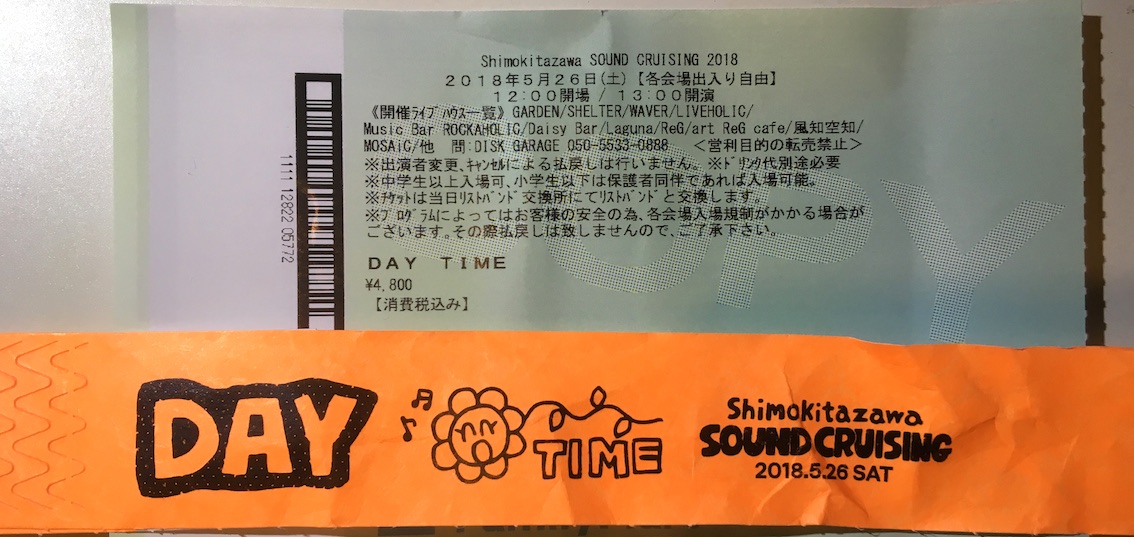 Shimokitazawa SOUND CRUISING 2018
2018年5月26日(土)【各会場出入り自由】
12:00開場 / 13:00開演
《開催ﾗｲﾌﾞﾊｳｽ一覧》GARDEN/SHELTER/WAVER/LIVEHOLIC/
Music Bar ROCKAHOLIC/Daisy Bar/Laguna/ReG/art ReG cafe/風知空知/
MOSAiC/他 問:DISK GARAGE 050-5533-0888 ＜営利目的の転売禁止＞
※出演者変更､ｷｬﾝｾﾙによる払戻しは行いません。 ※ﾄﾞﾘﾝｸ代別途必要
※中学生以上入場可､小学生以下は保護者同伴であれば入場可能。
※ﾁｹｯﾄは当日ﾘｽﾄﾊﾞﾝﾄﾞ交換所にてﾘｽﾄﾊﾞﾝﾄﾞと交換します。
※ﾌﾟﾛｸﾞﾗﾑによってはお客様の安全の為､各会場入場規制がかかる場合が
ございます｡その際払戻しは致しませんので､ご了承下さい｡
DAY TIME
¥4,800
【消費税込み】
1111 12822 05772
COPY
DAY
TIME
Shimokitazawa
SOUND CRUISING
2018.5.26 SAT